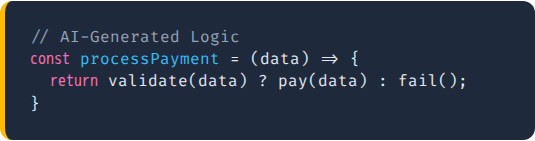 // AI-Generated Logic
const processPayment = (data) => {
  return validate(data) ? pay(data) : fail();
}